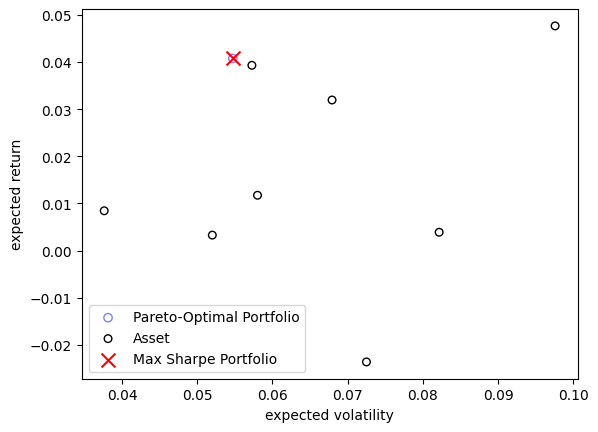 0.05
0.04
0.03
0.02
0.01
0.00
−0.01
−0.02
expected return
Pareto-Optimal Portfolio
Asset
Max Sharpe Portfolio
0.04 0.05 0.06 0.07 0.08 0.09 0.10
expected volatility